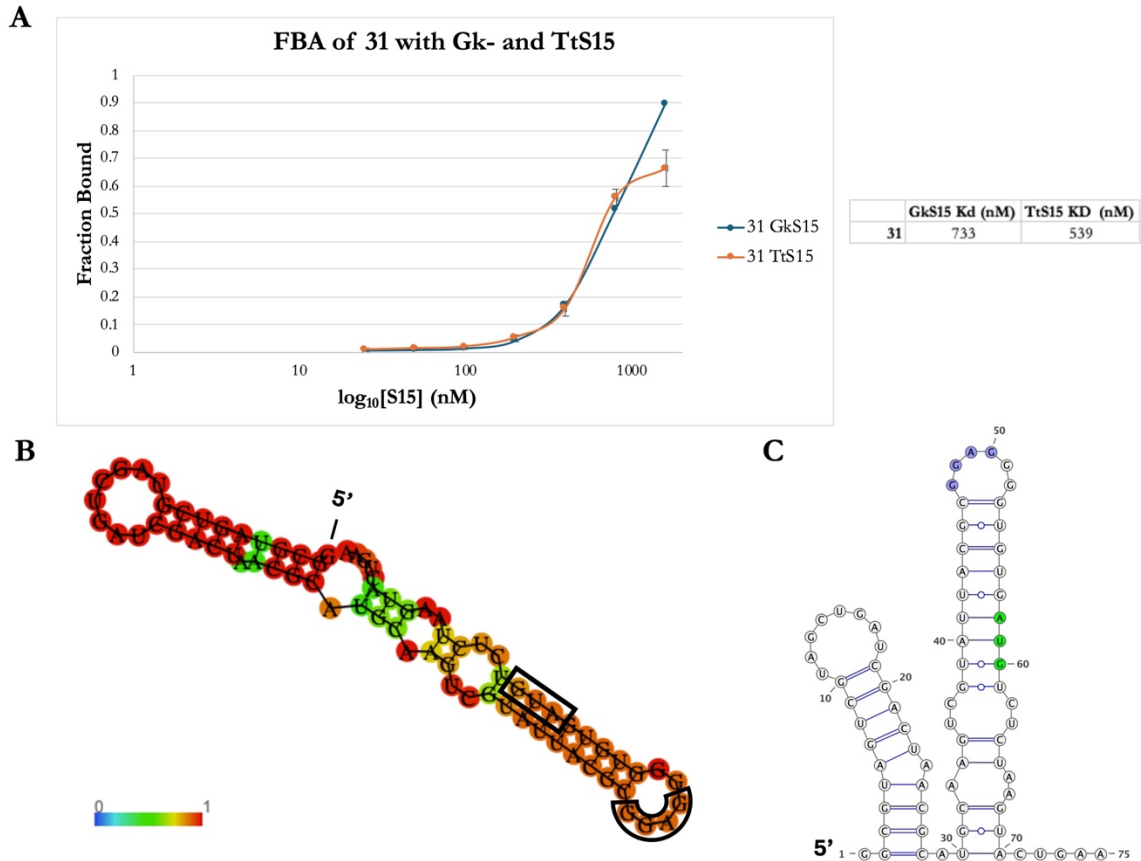 A
FBA of 31 with Gk- and TtS15
1
0.9
0.8
0.7
0.6
0.5
0.4
0.3
0.2
0.1
0
Fraction Bound
1 10 100 1000
log₁₀[S15] (nM)
31 GkS15
31 TtS15
GkS15 Kd (nM) TtS15 KD (nM)
31 733 539
B
5'
0 1
C
5'
1
GGCGUAGUCGUAGCUGAUCGACUAACGCAUGCAAGUCGUAUUACGCGGAGGGGUGUGAUGUCUCUAAGUACUGAA
10
20
30
40
50
60
70
75